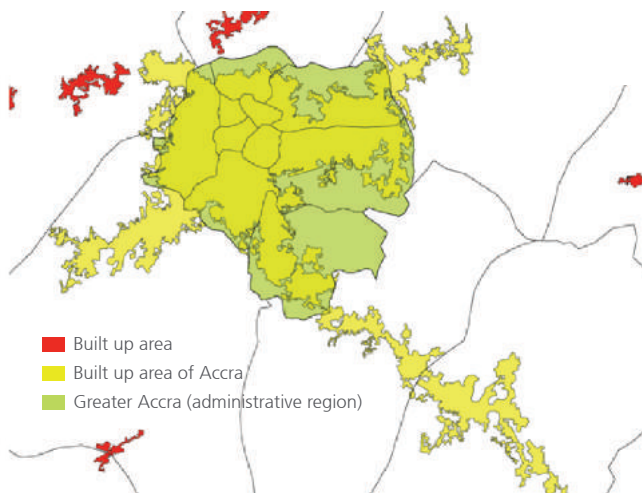 Built up area
Built up area of Accra
Greater Accra (administrative region)